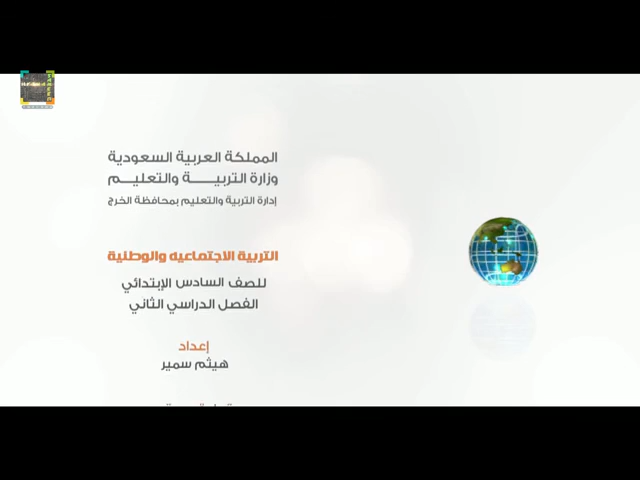 المملكة العربية السعودية
وزارة التربيـــــة والتعليـــم
إدارة التربية والتعليم بمحافظة الخرج
التربية الاجتماعيه والوطنية
للصف السادس الإبتدائي
الفصل الدراسي الثاني
إعداد
هيثم سمير